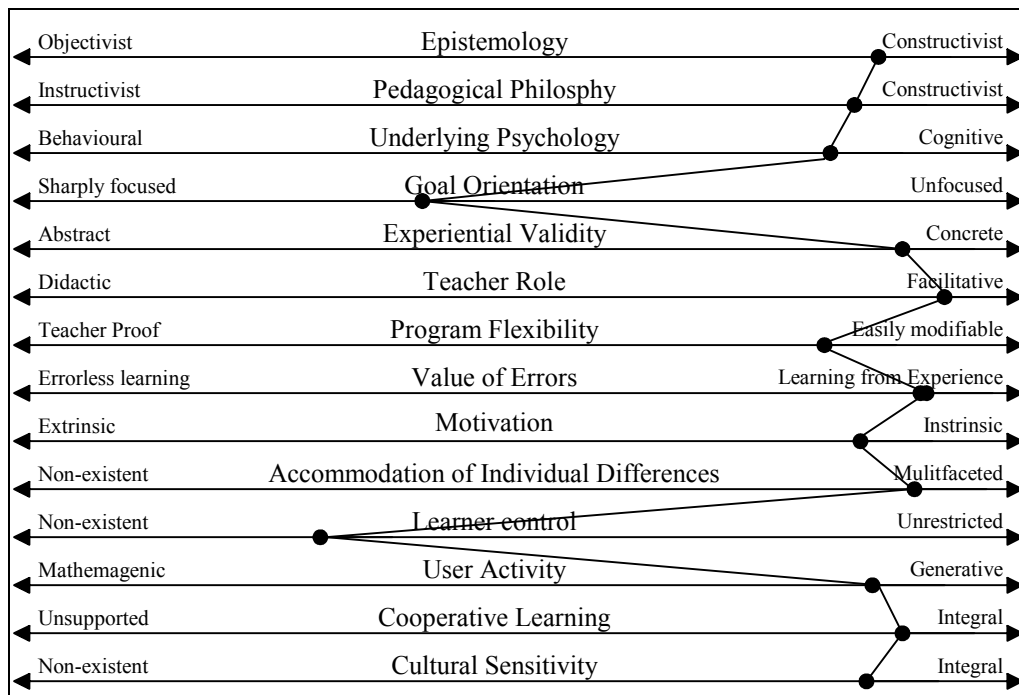 Objectivist Epistemology Constructivist
Instructivist Pedagogical Philosphy Constructivist
Behavioural Underlying Psychology Cognitive
Sharply focused Goal Orientation Unfocused
Abstract Experiential Validity Concrete
Didactic Teacher Role Facilitative
Teacher Proof Program Flexibility Easily modifiable
Errorless learning Value of Errors Learning from Experience
Extrinsic Motivation Instrinsic
Non-existent Accommodation of Individual Differences Mulitfaceted
Non-existent Learner control Unrestricted
Mathemagenic User Activity Generative
Unsupported Cooperative Learning Integral
Non-existent Cultural Sensitivity Integral